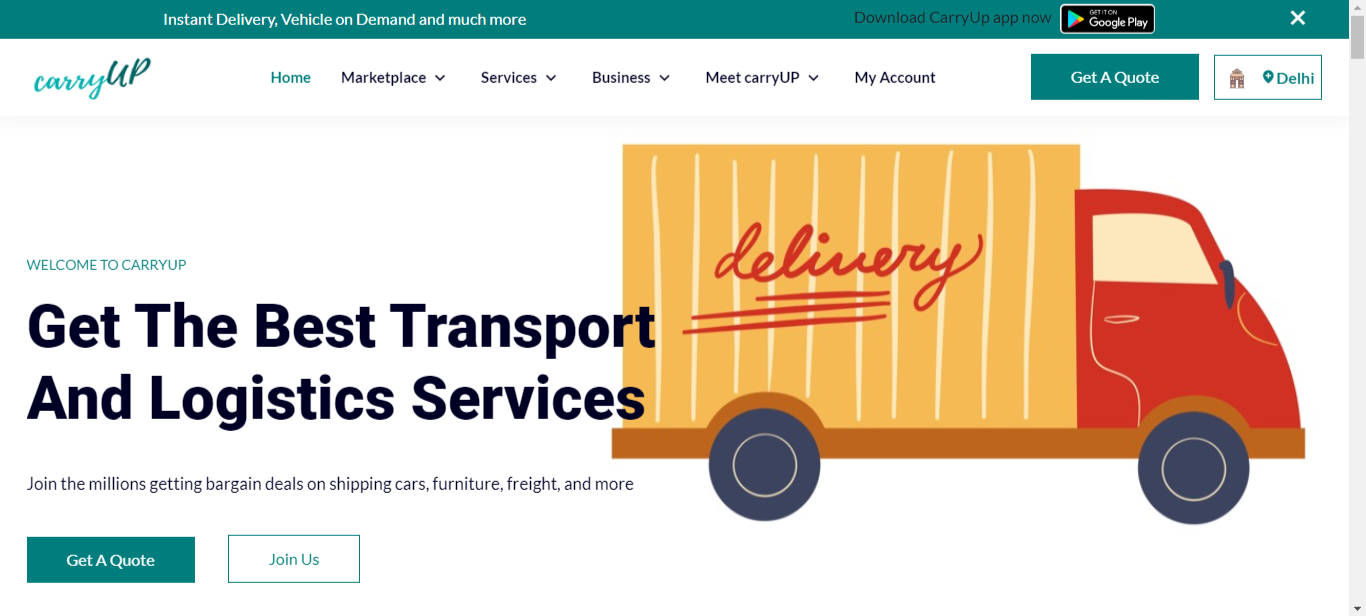 Instant Delivery, Vehicle on Demand and much more
Download CarryUp app now
GET IT ON
Google Play
carryUP
Home
Marketplace
Services
Business
Meet carryUP
My Account
Get A Quote
Delhi
delivery
WELCOME TO CARRYUP
Get The Best Transport
And Logistics Services
Join the millions getting bargain deals on shipping cars, furniture, freight, and more
Get A Quote
Join Us